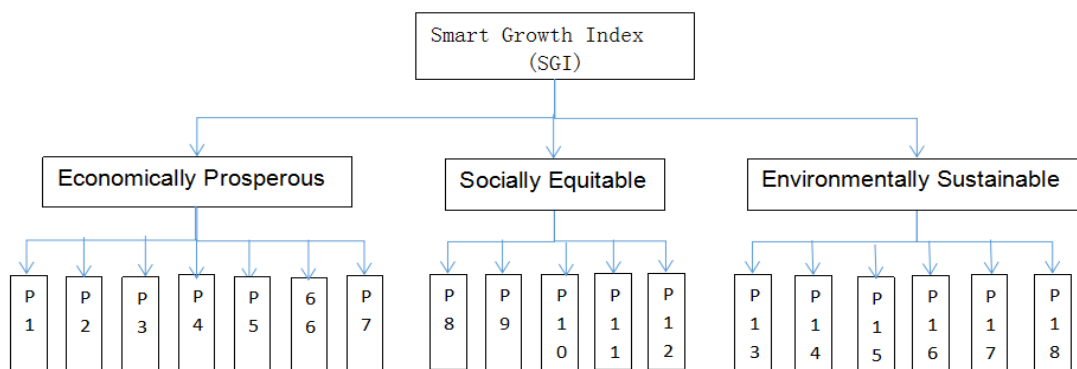 Smart Growth Index
(SGI)
Economically Prosperous
Socially Equitable
Environmentally Sustainable
P
1
P
2
P
3
P
4
P
5
6
6
P
7
P
8
P
9
P
1
0
P
1
1
P
1
2
P
1
3
P
1
4
P
1
5
P
1
6
P
1
7
P
1
8